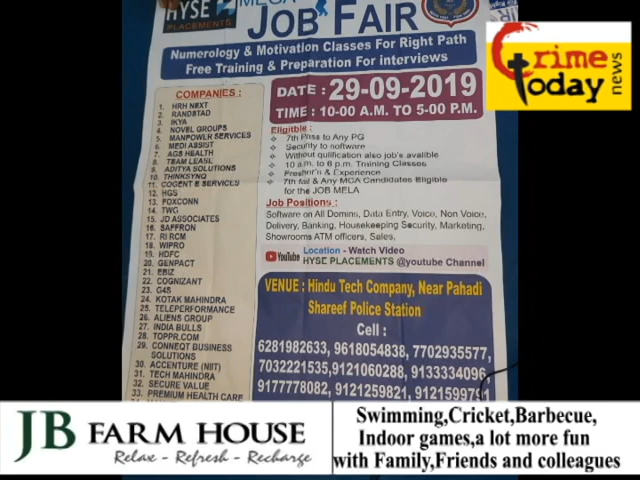 HYSE
PLACEMENTS
MEGA
JOB FAIR
Numerology & Motivation Classes For Right Path
Free Training & Preparation For Interviews
DATE : 29-09-2019
TIME : 10-00 A.M. TO 5-00 P.M.
COMPANIES :
1. HRH NEXT
2. RANDSTAD
3. IKYA
4. NOVEL GROUPS
5. MANPOWLR SERVICES
6. MEDI ASSIST
7. AGS HEALTH
8. TEAM LEASE
9. ADITYA SOLUTIONS
10. THINKSYNQ
11. COGENT E SERVICES
12. HGS
13. FOXCONN
14. TWG
15. JD ASSOCIATES
16. SAFFRON
17. RI RCM
18. WIPRO
19. HDFC
20. GENPACT
21. EBIZ
22. COGNIZANT
23. G4S
24. KOTAK MAHINDRA
25. TELEPERFORMANCE
26. ALIENS GROUP
27. INDIA BULLS
28. TOPPR.COM
29. CONNEQT BUSINESS
SOLUTIONS
30. ACCENTURE (NIIT)
31. TECH MAHINDRA
32. SECURE VALUE
33. PREMIUM HEALTH CARE
Eligible :
7th Pass to Any PG
Security to software
Without qulification also job's availble
10 a.m. to 6 p.m. Training Classes
Fresher's & Experience
7th fail & Any MCA Candidates Eligible
for the JOB MELA
Job Positions :
Software on All Domins, Data Entry, Voice, Non Voice,
Delivery, Banking, Housekeeping Security, Marketing,
Showrooms ATM officers, Sales,
YouTube
Location - Watch Video
HYSE PLACEMENTS @youtube Channel
VENUE : Hindu Tech Company, Near Pahadi
Shareef Police Station
Cell :
6281982633, 9618054838, 7702935577,
7032221535,9121060288, 9133334096,
9177778082, 9121259821, 912159979
Crime
Today
news
JB FARM HOUSE
Relax - Refresh - Recharge
Swimming,Cricket,Barbecue,
Indoor games,a lot more fun
with Family,Friends and colleagues